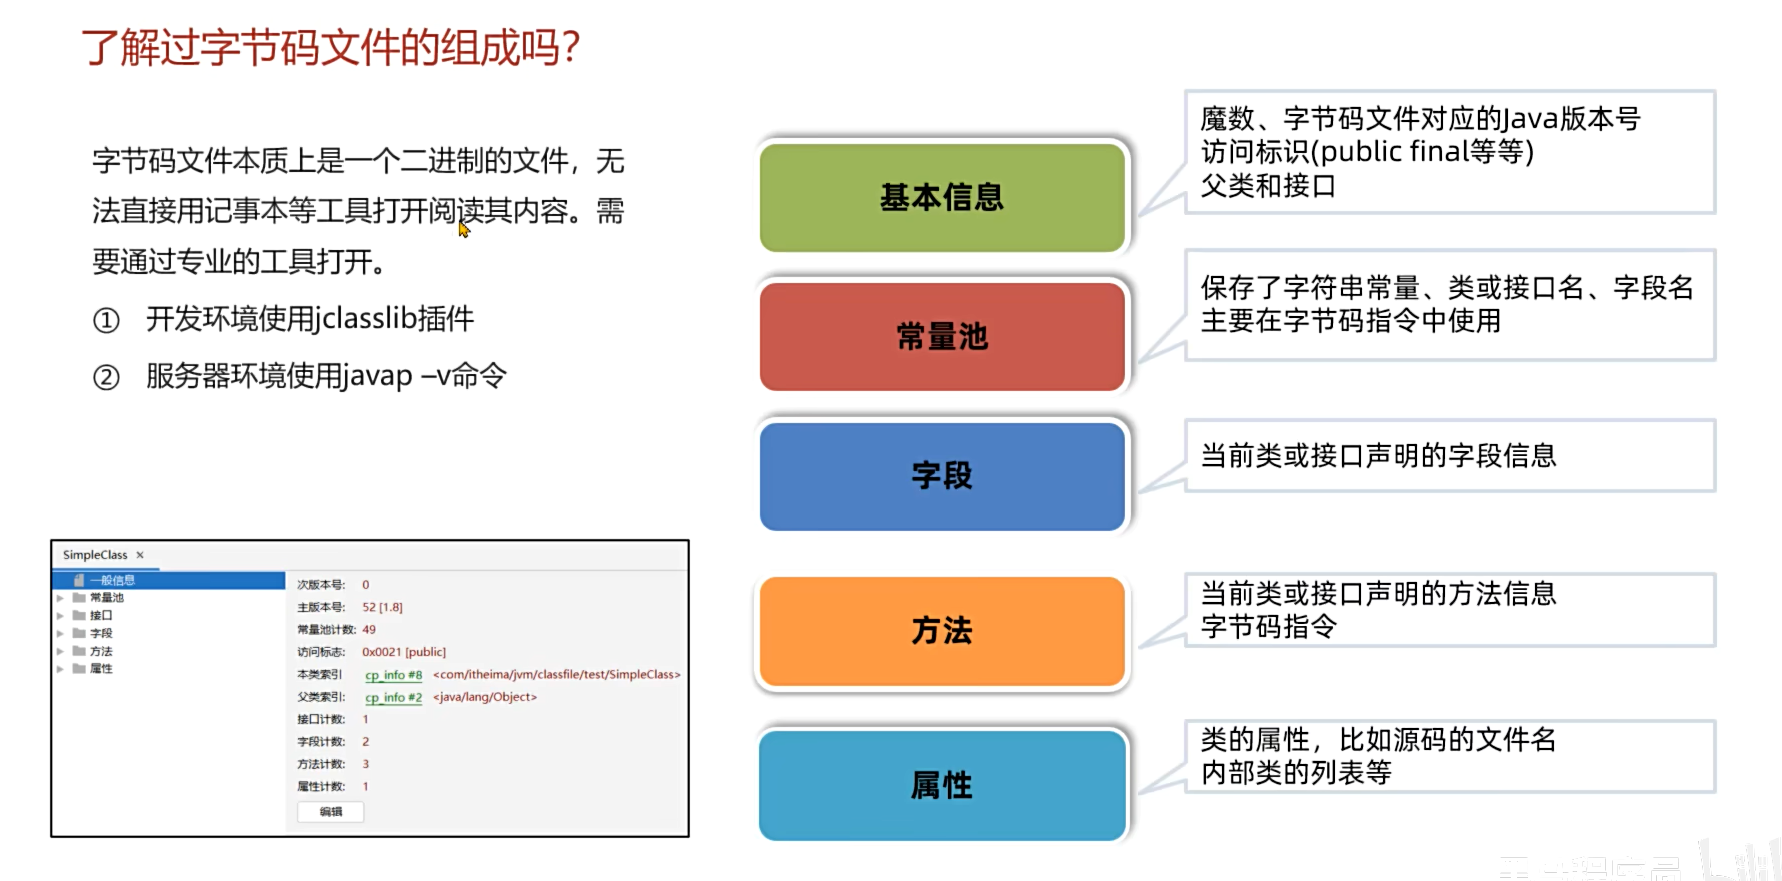 了解过字节码文件的组成吗？
字节码文件本质上是一个二进制的文件，无
法直接用记事本等工具打开阅读其内容。需
要通过专业的工具打开。
① 开发环境使用jclasslib插件
② 服务器环境使用javap –v命令
SimpleClass ×
一般信息
常量池
接口
字段
方法
属性
次版本号: 0
主版本号: 52 [1.8]
常量池计数: 49
访问标志: 0x0021 [public]
本类索引 cp_info #8 <com/itheima/jvm/classfile/test/SimpleClass>
父类索引: cp_info #2 <java/lang/Object>
接口计数: 1
字段计数: 2
方法计数: 3
属性计数: 1
编辑
基本信息
魔数、字节码文件对应的Java版本号
访问标识(public final等等)
父类和接口
常量池
保存了字符串常量、类或接口名、字段名
主要在字节码指令中使用
字段
当前类或接口声明的字段信息
方法
当前类或接口声明的方法信息
字节码指令
属性
类的属性，比如源码的文件名
内部类的列表等